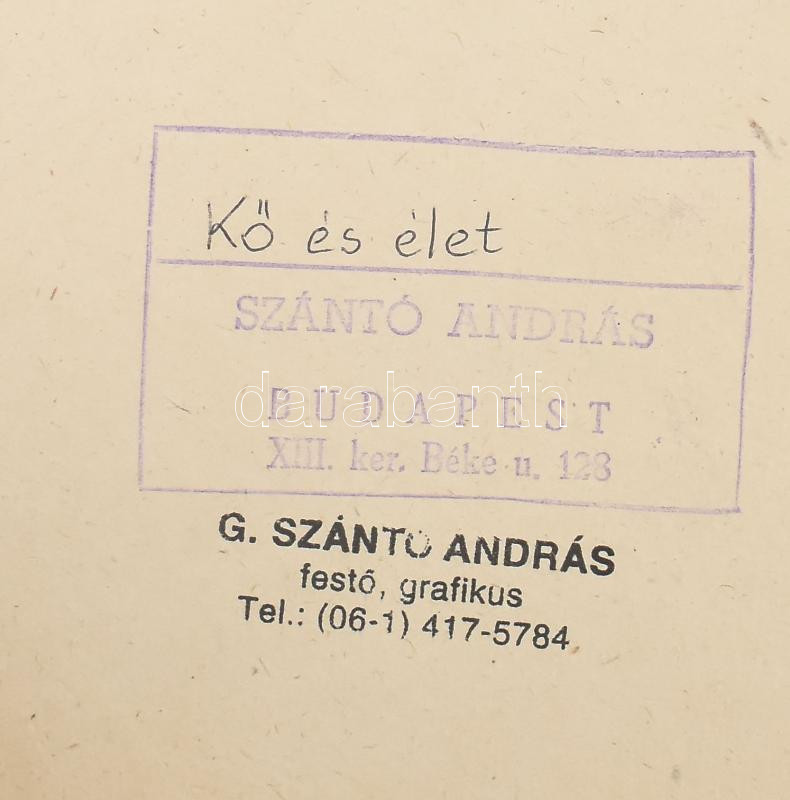 Kő és élet
SZÁNTÓ ANDRÁS
darabanth
BUDAPEST
XIII. ker. Béke u. 128
G. SZÁNTÓ ANDRÁS
festő, grafikus
Tel.: (06-1) 417-5784